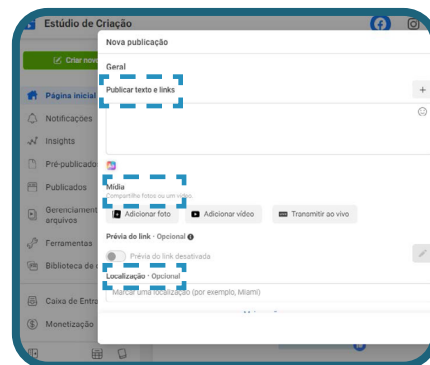 Estúdio de Criação
Nova publicação
Criar nov
Geral
Publicar texto e links
Página inicial
Notificações
Insights
Pré-publicado
Publicados
Mídia
Compartilhe fotos ou um vídeo.
Gerenciament
arquivos
Adicionar foto
Adicionar vídeo
Transmitir ao vivo
Prévia do link · Opcional
Ferramentas
Prévia do link desativada
Biblioteca de
Localização · Opcional
Marcar uma localização (por exemplo, Miami)
Caixa de Entra
Monetização